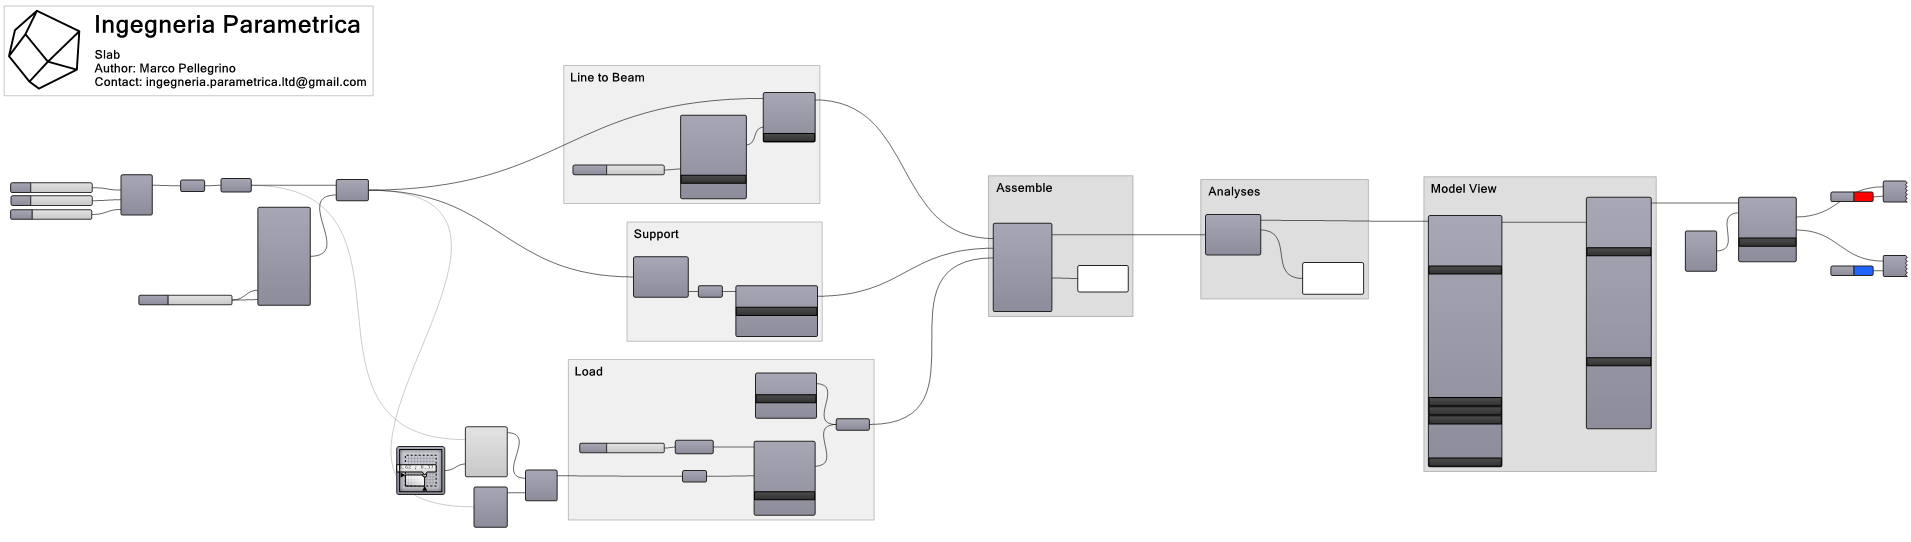 Ingegneria Parametrica
Slab
Author: Marco Pellegrino
Contact: ingegneria.parametrica.ltd@gmail.com
Line to Beam
Support
Load
Assemble
Analyses
Model View